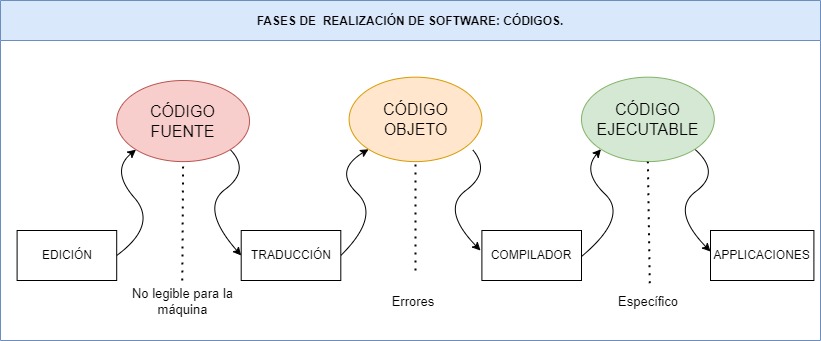 FASES DE REALIZACIÓN DE SOFTWARE: CÓDIGOS.
CÓDIGO
FUENTE
CÓDIGO
OBJETO
CÓDIGO
EJECUTABLE
EDICIÓN
TRADUCCIÓN
COMPILADOR
APPLICACIONES
No legible para la
máquina
Errores
Específico